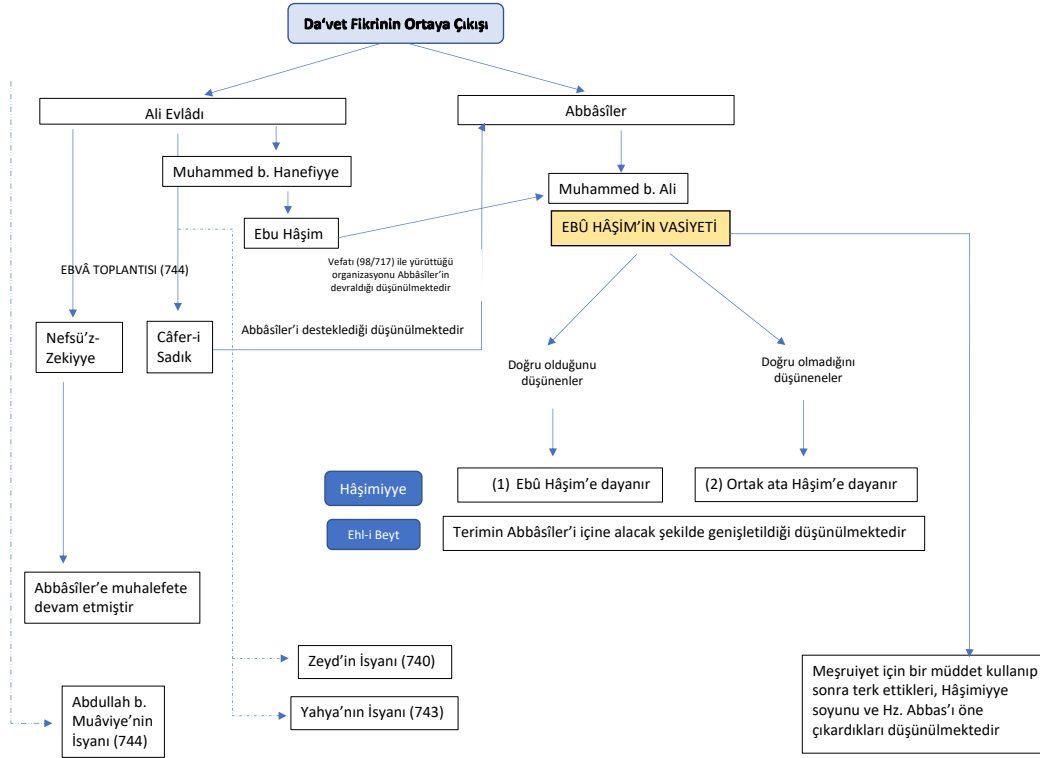 Da‘vet Fikrinin Ortaya Çıkışı
Ali Evlâdı
Abbâsîler
Muhammed b. Hanefiyye
Muhammed b. Ali
Ebu Hâşim
EBÛ HÂŞİM’İN VASİYETİ
Vefatı (98/717) ile yürüttüğü
organizasyonu Abbâsîler’in
devraldığı düşünülmektedir
EBVÂ TOPLANTISI (744)
Nefsü’z-
Zekiyye
Câfer-i
Sadık
Abbâsîler’i desteklediği düşünülmektedir
Doğru olduğunu
düşünenler
Doğru olmadığını
düşüneneler
Hâşimiyye
(1) Ebû Hâşim’e dayanır
(2) Ortak ata Hâşim’e dayanır
Ehl-i Beyt
Terimin Abbâsîler’i içine alacak şekilde genişletildiği düşünülmektedir
Abbâsîler’e muhalefete
devam etmiştir
Zeyd’in İsyanı (740)
Yahya’nın İsyanı (743)
Abdullah b.
Muâviye’nin
İsyanı (744)
Meşruiyet için bir müddet kullanıp
sonra terk ettikleri, Hâşimiyye
soyunu ve Hz. Abbas’ı öne
çıkardıkları düşünülmektedir